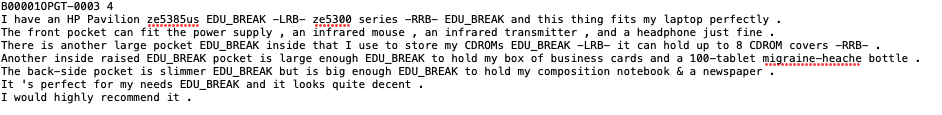 B00001OPGT-0003 4
I have an HP Pavilion ze5385us EDU_BREAK -LRB- ze5300 series -RRB- EDU_BREAK and this thing fits my laptop perfectly .
The front pocket can fit the power supply , an infrared mouse , an infrared transmitter , and a headphone just fine .
There is another large pocket EDU_BREAK inside that I use to store my CDROMs EDU_BREAK -LRB- it can hold up to 8 CDROM covers -RRB- .
Another inside raised EDU_BREAK pocket is large enough EDU_BREAK to hold my box of business cards and a 100-tablet migraine-heache bottle .
The back-side pocket is slimmer EDU_BREAK but is big enough EDU_BREAK to hold my composition notebook & a newspaper .
It 's perfect for my needs EDU_BREAK and it looks quite decent .
I would highly recommend it .